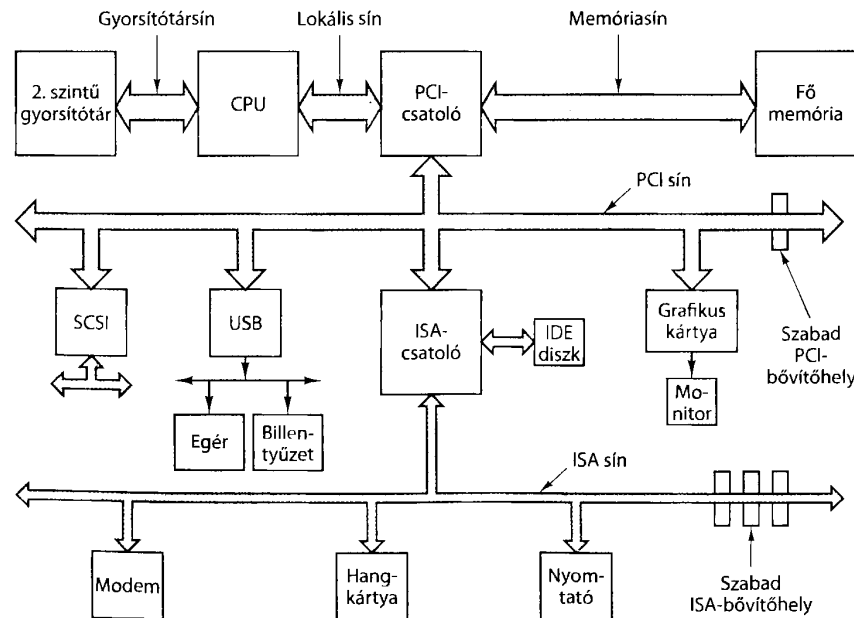 Gyorsítótársín
Lokális sín
Memóriasín
2. szintű
gyorsítótár
CPU
PCI-
csatoló
Fő
memória
PCI sín
SCSI
USB
ISA-
csatoló
IDE
diszk
Grafikus
kártya
Szabad
PCI-
bővítőhely
Mo-
nitor
Egér
Billen-
tyűzet
ISA sín
Modem
Hang-
kártya
Nyom-
tató
Szabad
ISA-bővítőhely